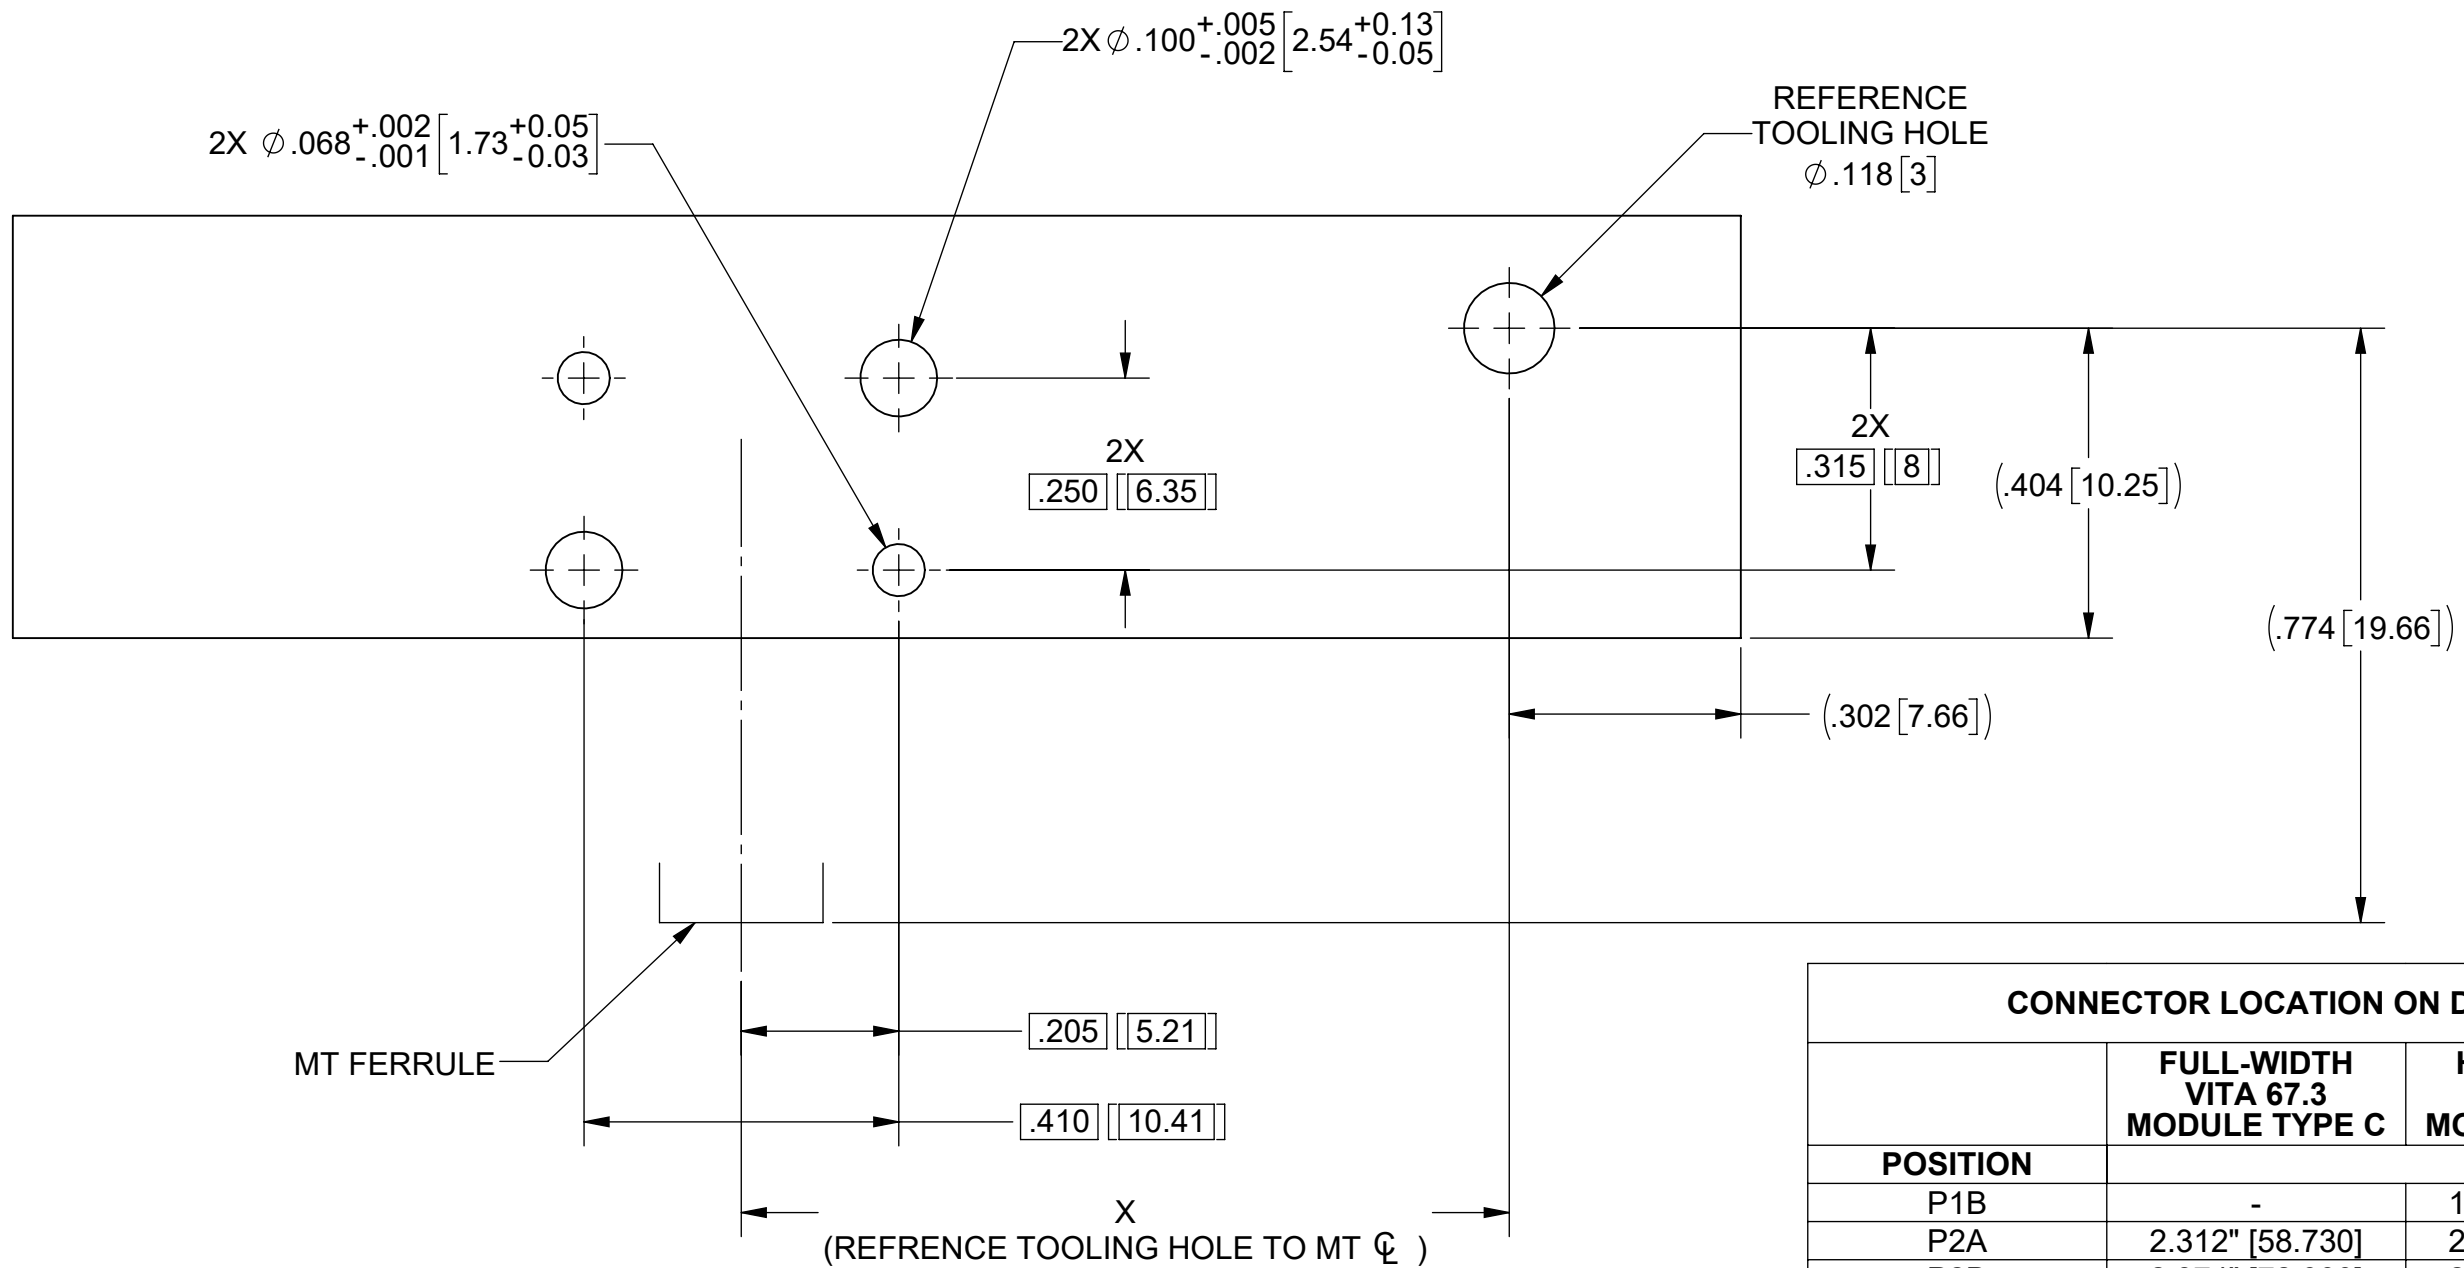 2X ⌀.100 +.005 -.002 [2.54 +0.13 -0.05]
2X ⌀.068 +.002 -.001 [1.73 +0.05 -0.03]
REFERENCE
TOOLING HOLE
⌀.118[3]
2X
.250 [6.35]
2X
.315 [8]
(.404[10.25])
(.774[19.66])
(.302[7.66])
MT FERRULE
.205 [5.21]
.410 [10.41]
X
(REFRENCE TOOLING HOLE TO MT ℄ )
CONNECTOR LOCATION ON
FULL-WIDTH
VITA 67.3
MODULE TYPE C
POSITION
P1B -
P2A 2.312" [58.730]